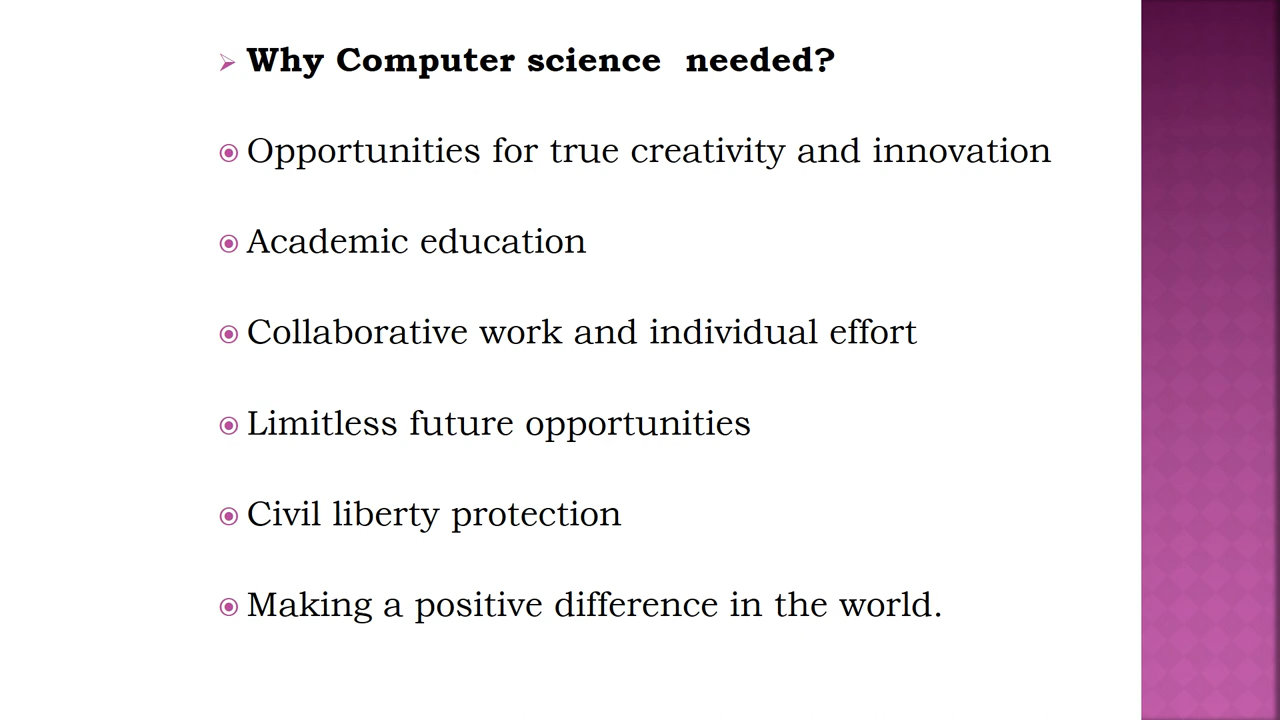 Why Computer science  needed?
Opportunities for true creativity and innovation
Academic education
Collaborative work and individual effort
Limitless future opportunities
Civil liberty protection
Making a positive difference in the world.